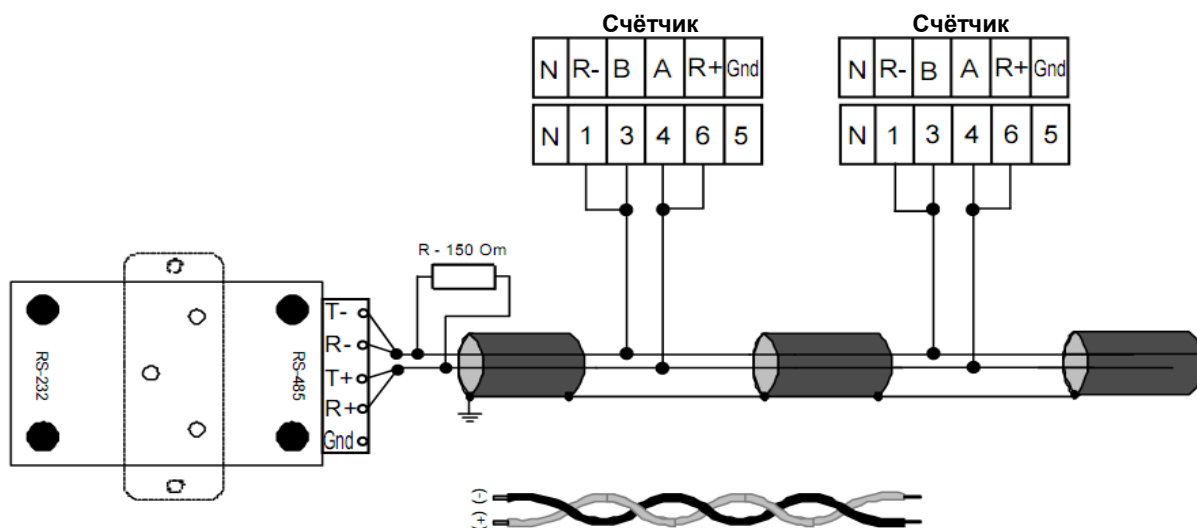 Счётчик
Счётчик
N R- B A R+ Gnd
N R- B A R+ Gnd
N 1 3 4 6 5
N 1 3 4 6 5
R - 150 Om
RS-232
RS-485
T-
R-
T+
R+
Gnd
(-)
(+)